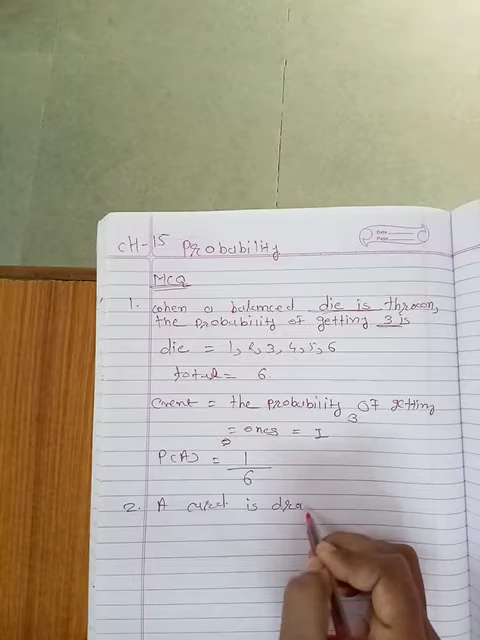 CH-15 Probability
Date
Page
MCQ
1. when a balanced die is thrown,
the probability of getting 3 is
die = 1, 2, 3, 4, 5, 6
total = 6.
Event = the probability of getting
3
= ones = 1
P(A) = 1
6
2. A card is dra